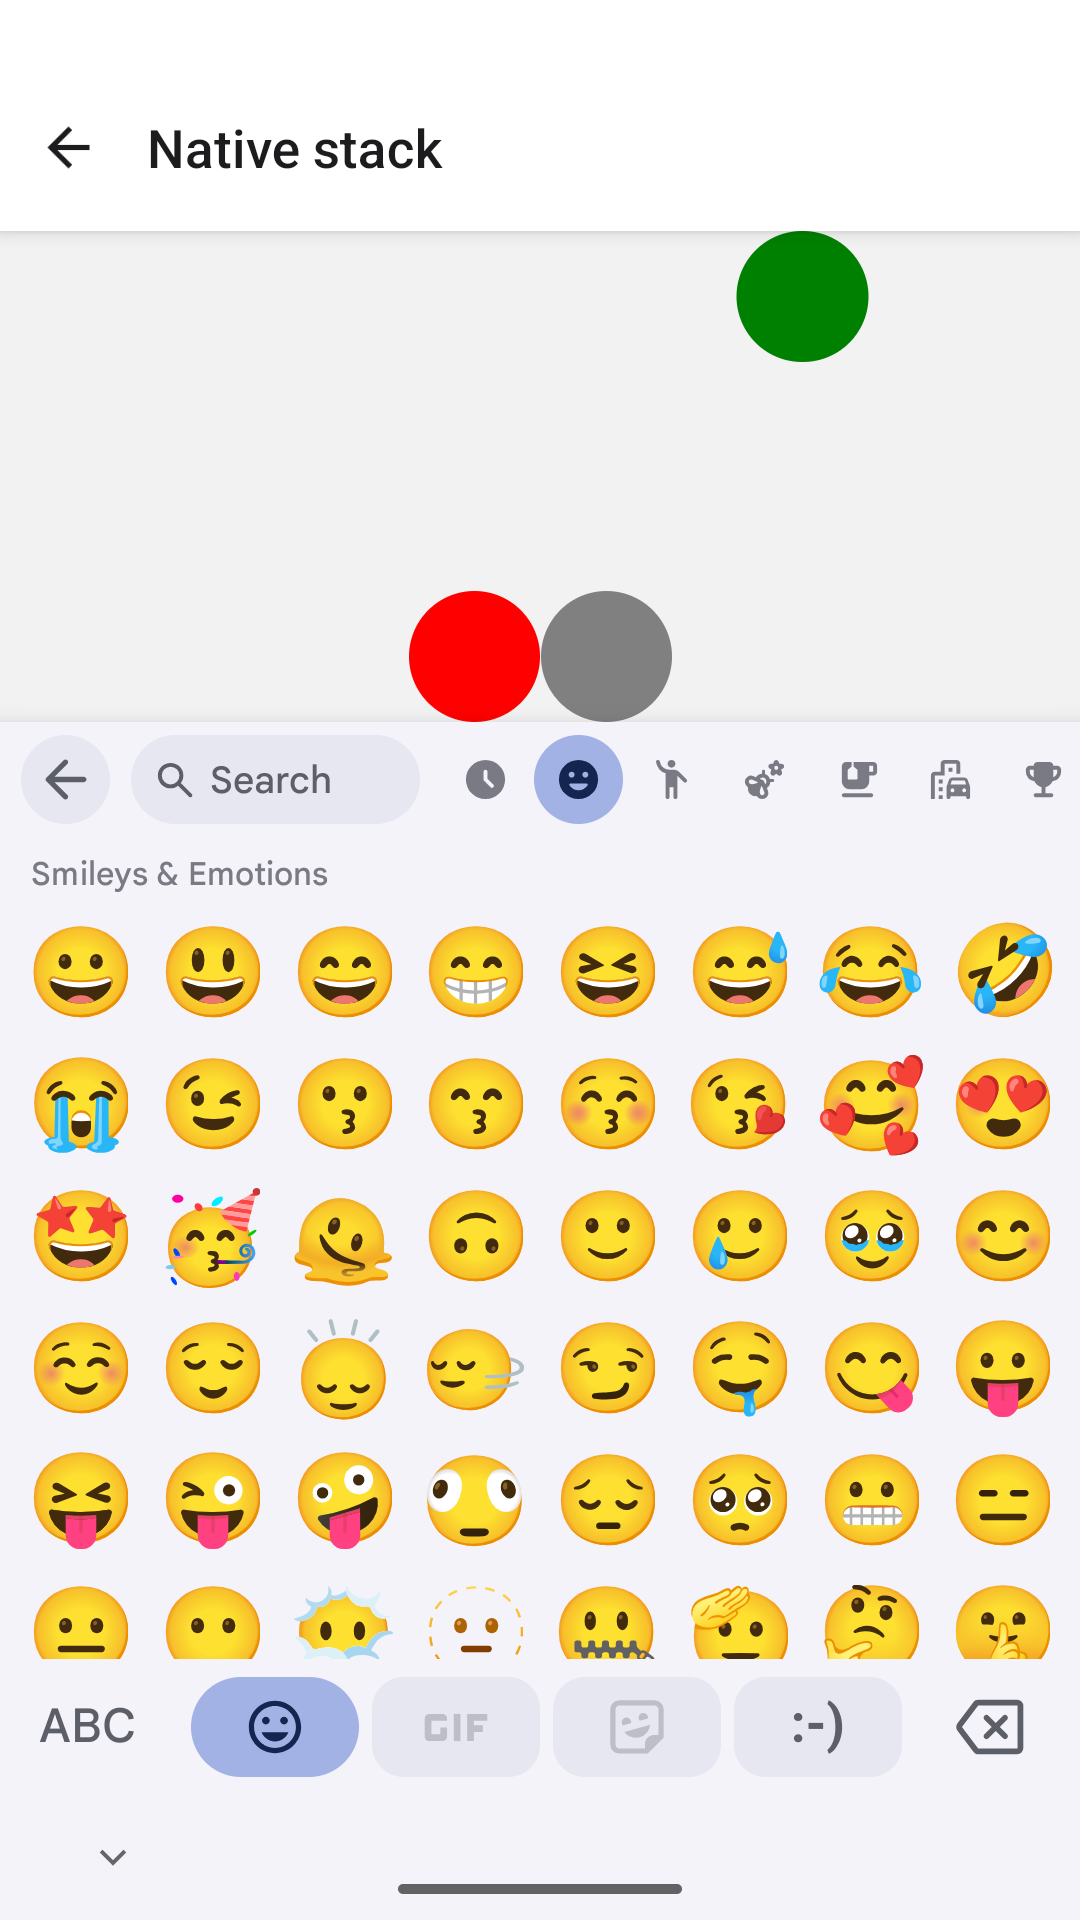 Native stack
Search
Smileys & Emotions
ABC
GIF
:-)